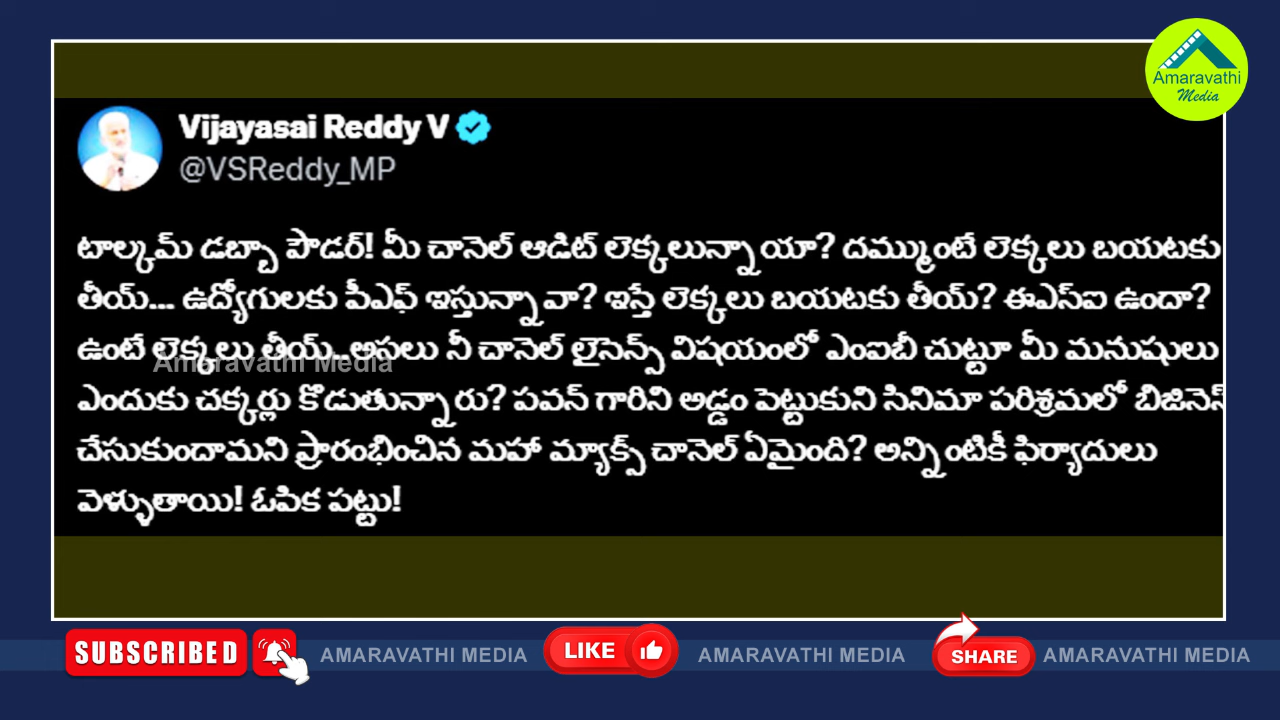 Amaravathi
Media
Vijayasai Reddy V
@VSReddy_MP
టాల్కమ్ డబ్బా పౌడర్! మీ చానెల్ ఆడిట్ లెక్కలున్నాయా? దమ్ముంటే లెక్కలు బయటకు
తీయ్... ఉద్యోగులకు పీఎఫ్ ఇస్తున్నావా? ఇస్తే లెక్కలు బయటకు తీయ్? ఈఎస్ఐ ఉందా?
ఉంటే లెక్కలు తీయ్..అసలు నీ చానెల్ లైసెన్స్ విషయంలో ఎంఐబీ చుట్టూ మీ మనుషులు
Amaravathi Media
ఎందుకు చక్కర్లు కొడుతున్నారు? పవన్ గారిని అడ్డం పెట్టుకుని సినిమా పరిశ్రమలో బిజినెస్
చేసుకుందామని ప్రారంభించిన మహా మ్యాక్స్ చానెల్ ఏమైంది? అన్నింటికీ ఫిర్యాదులు
వెళ్ళుతాయి! ఓపిక పట్టు!
SUBSCRIBED AMARAVATHI MEDIA LIKE AMARAVATHI MEDIA SHARE AMARAVATHI MEDIA